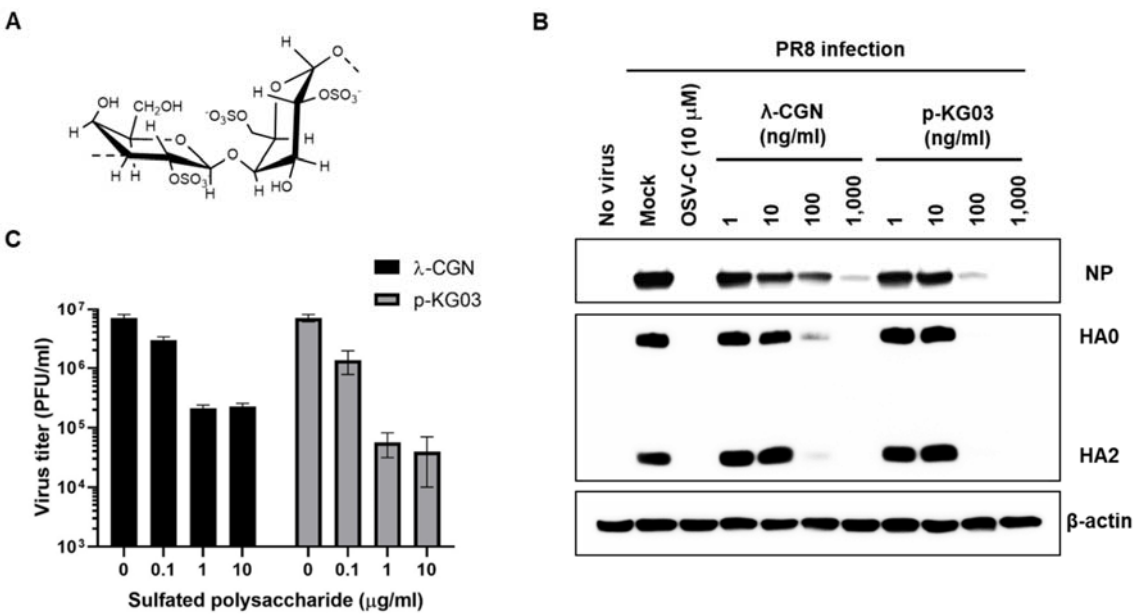 A
H
O
O
H
OSO₃⁻
OH
CH₂OH
⁻O₃SO
H
H
O
H
O
H
H
H
OSO₃⁻
H
HO
B
PR8 infection
No virus
Mock
OSV-C (10 μM)
λ-CGN
(ng/ml)
p-KG03
(ng/ml)
1
10
100
1,000
1
10
100
1,000
NP
HA0
HA2
β-actin
C
λ-CGN
p-KG03
Virus titer (PFU/ml)
10⁷
10⁶
10⁵
10⁴
10³
0 0.1 1 10 0 0.1 1 10
Sulfated polysaccharide (μg/ml)